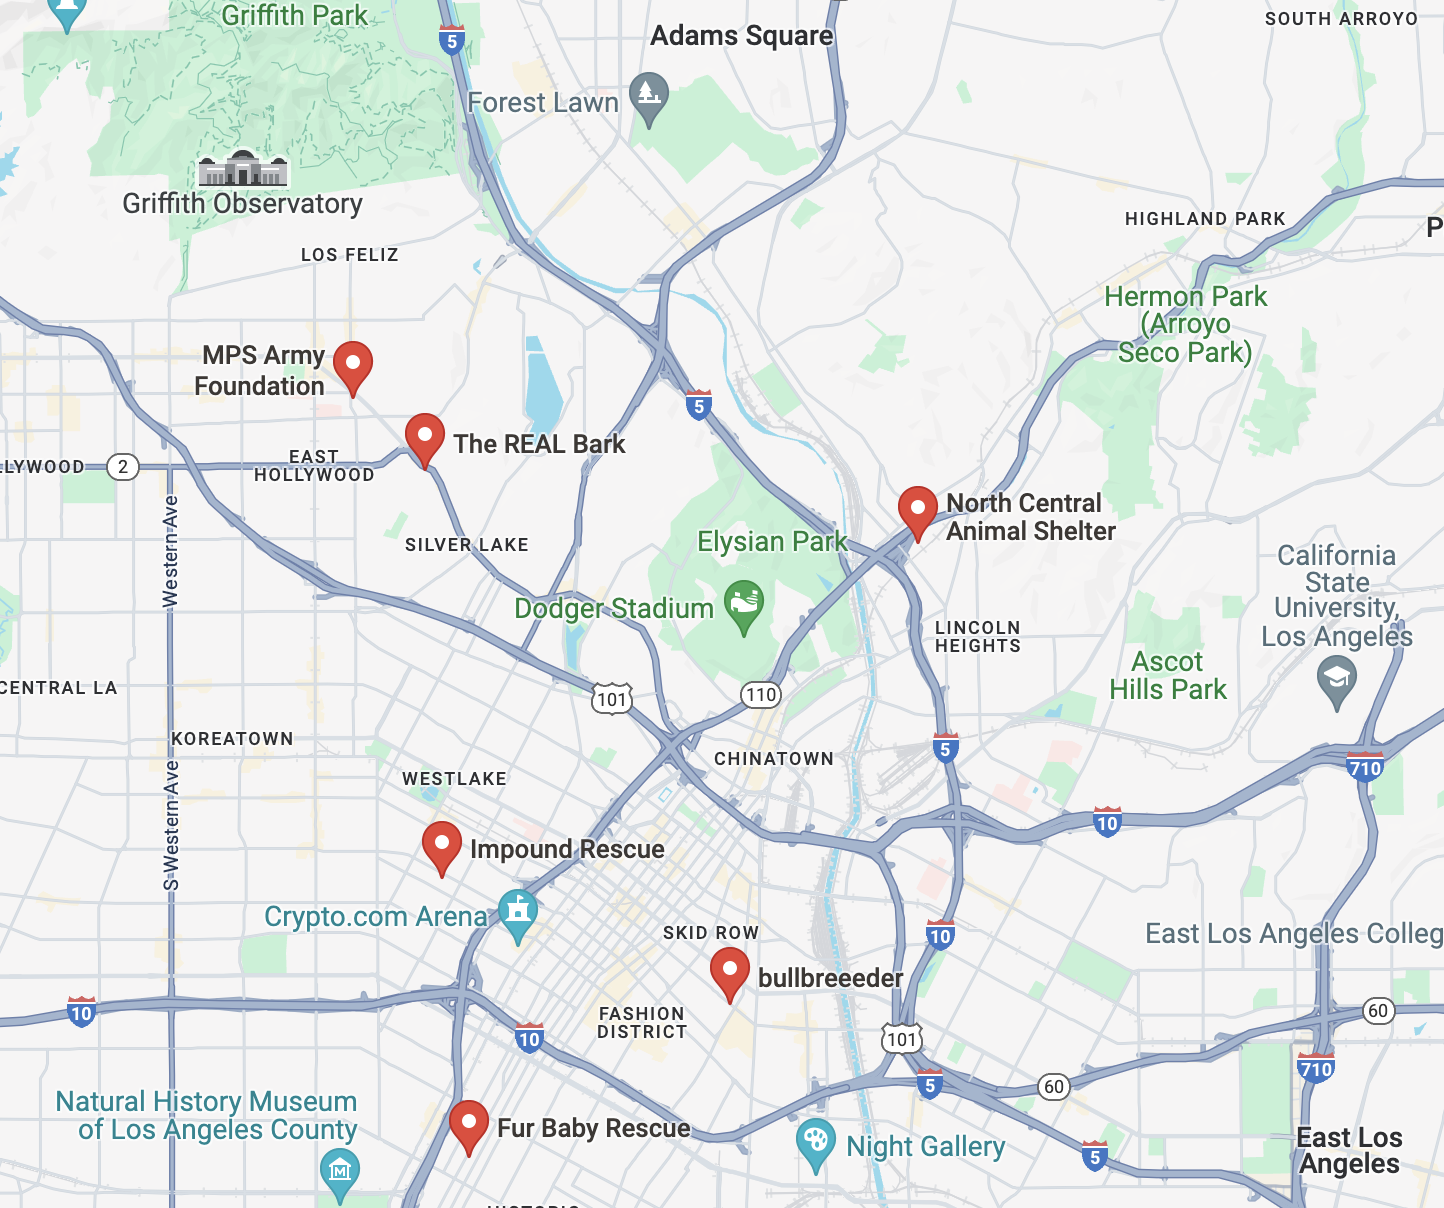 Griffith Park
5
Adams Square
SOUTH ARROYO
Forest Lawn
Griffith Observatory
HIGHLAND PARK
P
LOS FELIZ
Hermon Park
(Arroyo
Seco Park)
MPS Army
Foundation
5
The REAL Bark
LLYWOOD
2
EAST
HOLLYWOOD
Western Ave
North Central
Animal Shelter
SILVER LAKE
Elysian Park
California
State
University,
Los Angeles
Dodger Stadium
LINCOLN
HEIGHTS
Ascot
Hills Park
CENTRAL LA
101
110
KOREATOWN
CHINATOWN
5
710
WESTLAKE
S Western Ave
10
Impound Rescue
Crypto.com Arena
SKID ROW
10
East Los Angeles Colleg
bullbreeeder
10
FASHION
DISTRICT
10
101
60
710
5
60
Natural History Museum
of Los Angeles County
M
Fur Baby Rescue
Night Gallery
5
East Los
Angeles
HISTORIC